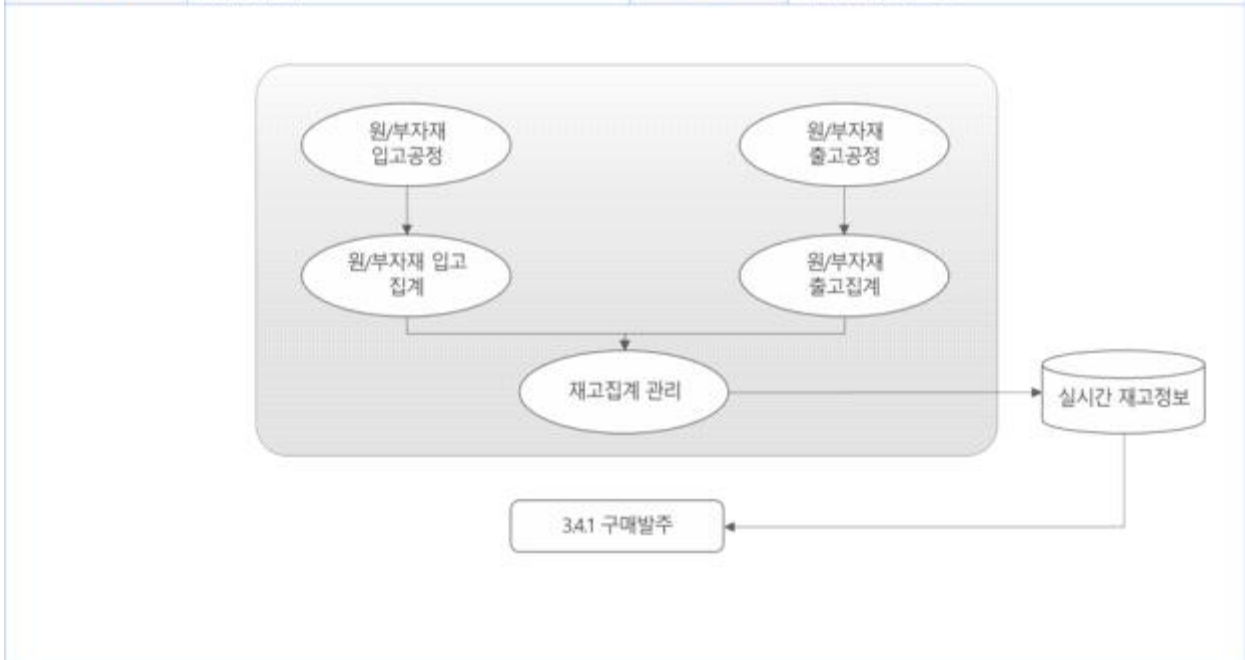 원/부자재
입고공정
원/부자재
출고공정
원/부자재 입고
집계
원/부자재
출고집계
재고집계 관리
실시간 재고정보
3.4.1 구매발주